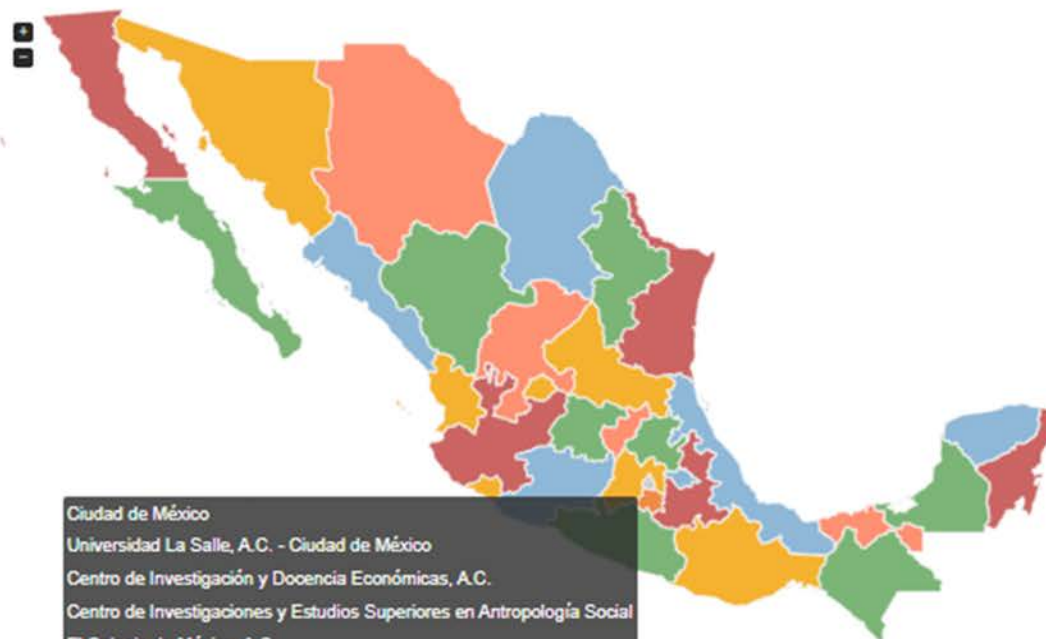 +
−
Ciudad de México
Universidad La Salle, A.C. - Ciudad de México
Centro de Investigación y Docencia Económicas, A.C.
Centro de Investigaciones y Estudios Superiores en Antropología Social